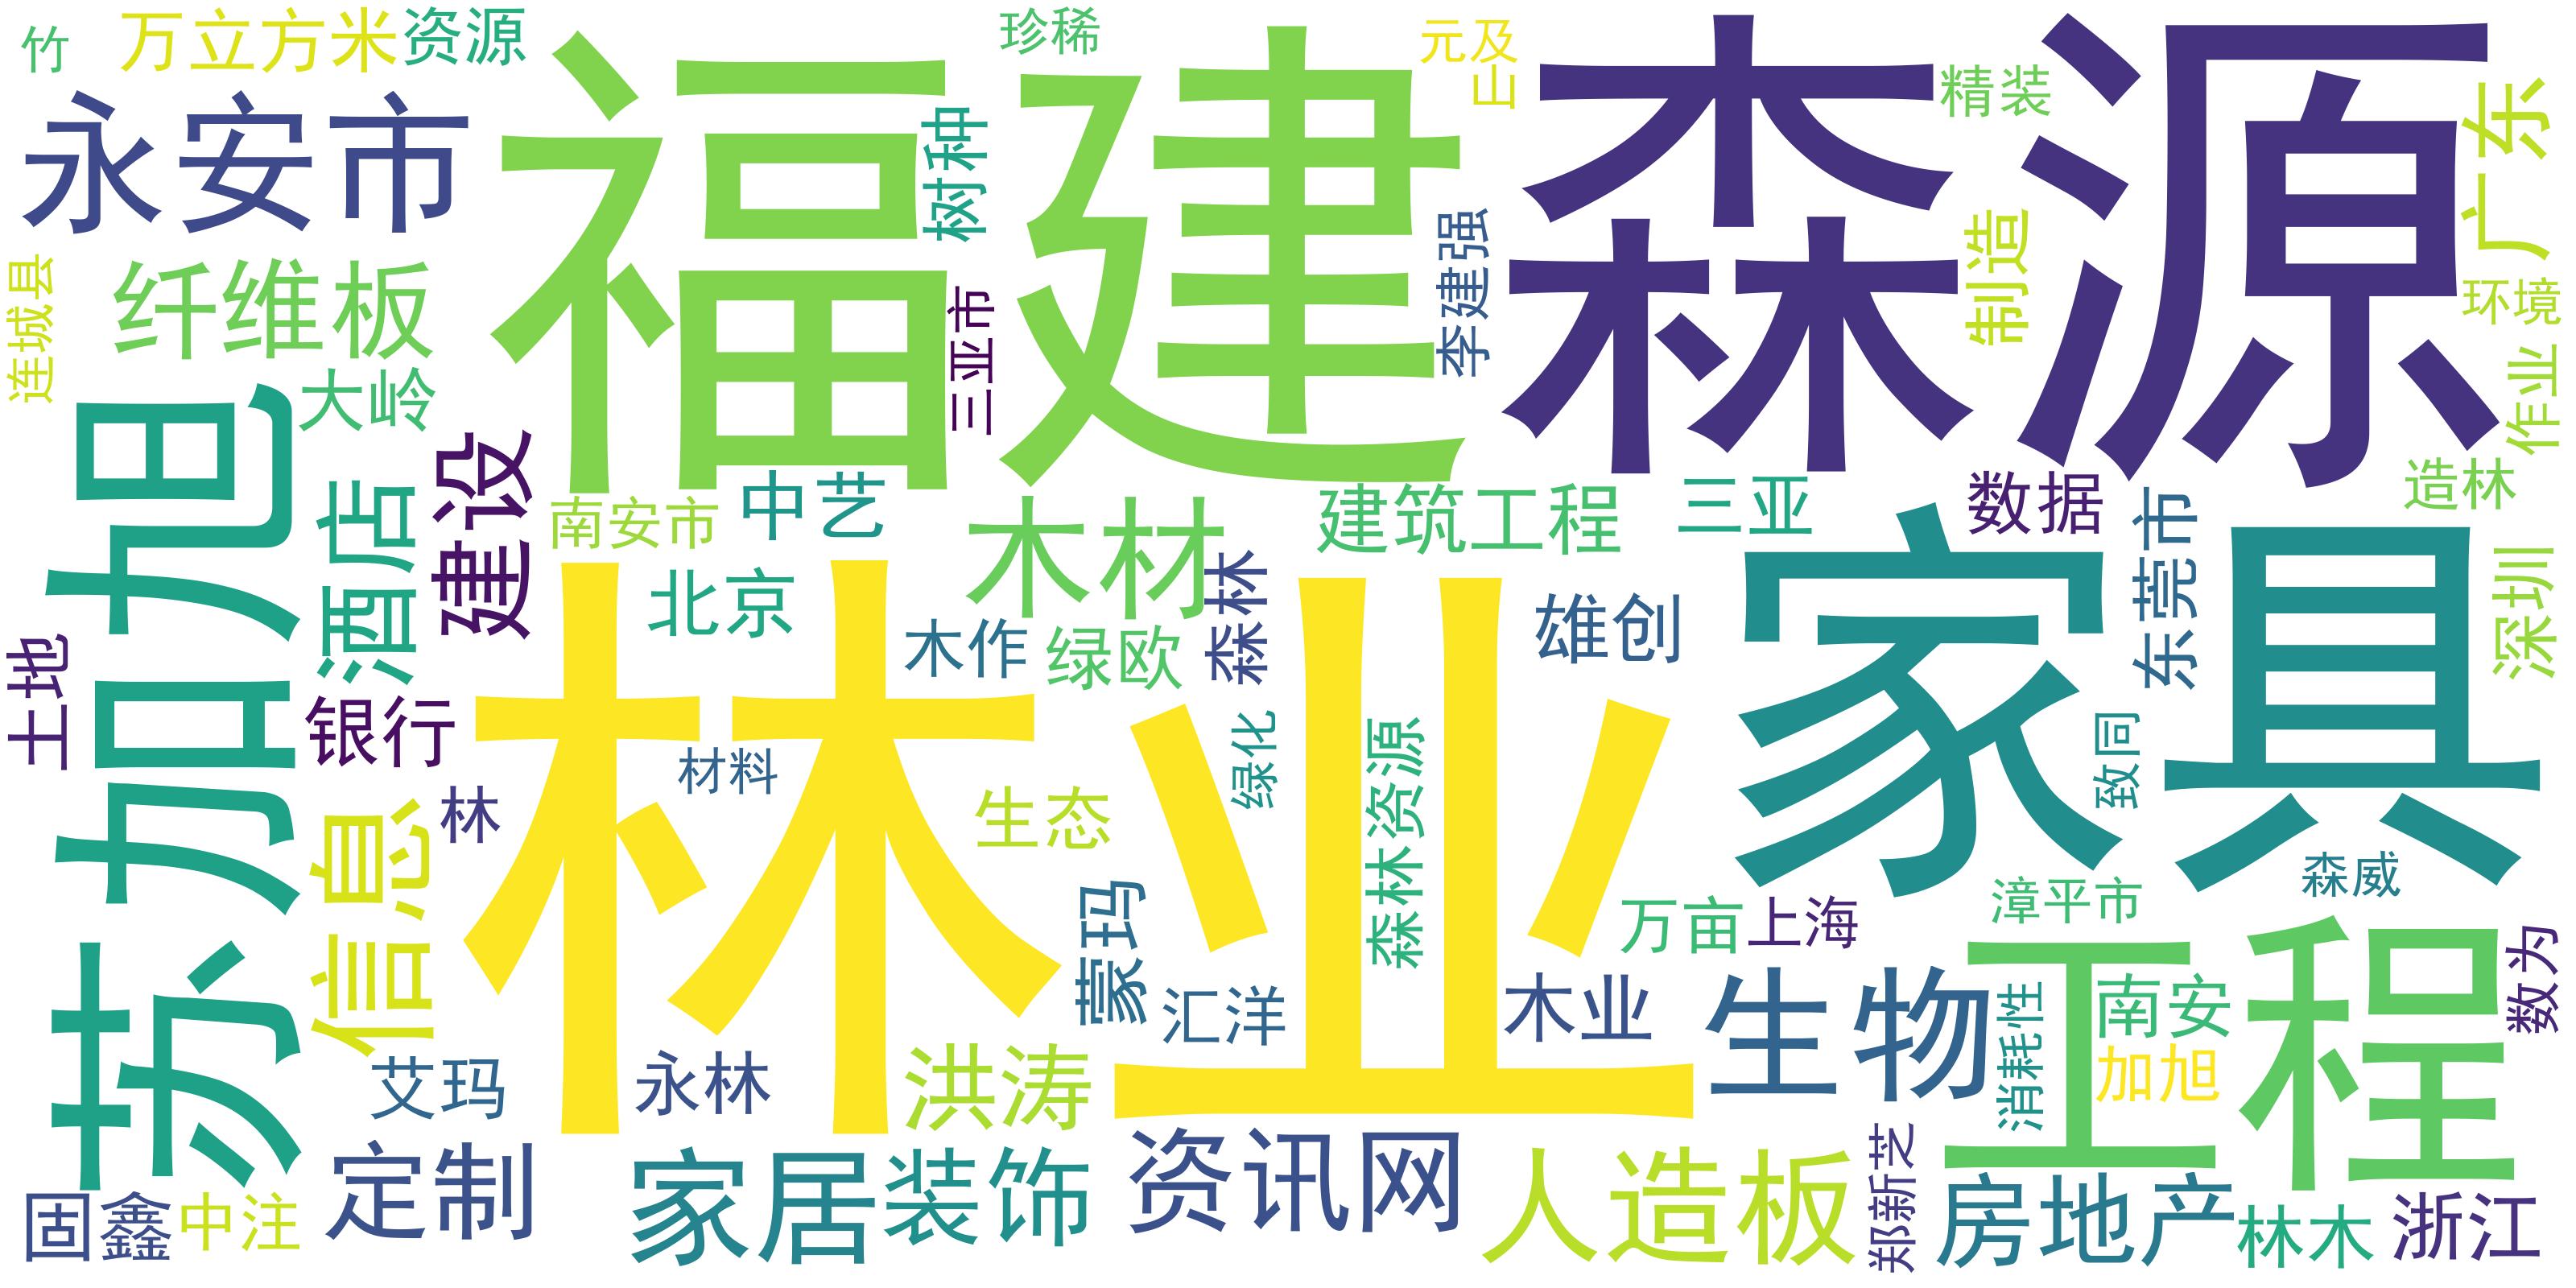 竹
万立方米
资源
珍稀
元及
山
福建
森源
精装
广东
永安市
树种
纤维板
连城县
李建强
制造
环境
三亚市
大岭
作业
苏加旭
酒店
建设
南安市
中艺
木材
建筑工程
三亚
数据
造林
家具
东莞市
深圳
北京
木作
绿欧
森林
雄创
土地
银行
林业
材料
绿化
森林资源
致同
信息
林
生态
蒙玛
万亩
上海
漳平市
森威
工程
数为
汇洋
木业
生物
消耗性
南安
加旭
艾玛
永林
洪涛
定制
家居
装饰
资讯网
人造板
郑新芝
房地产
固鑫
中注
林木
浙江